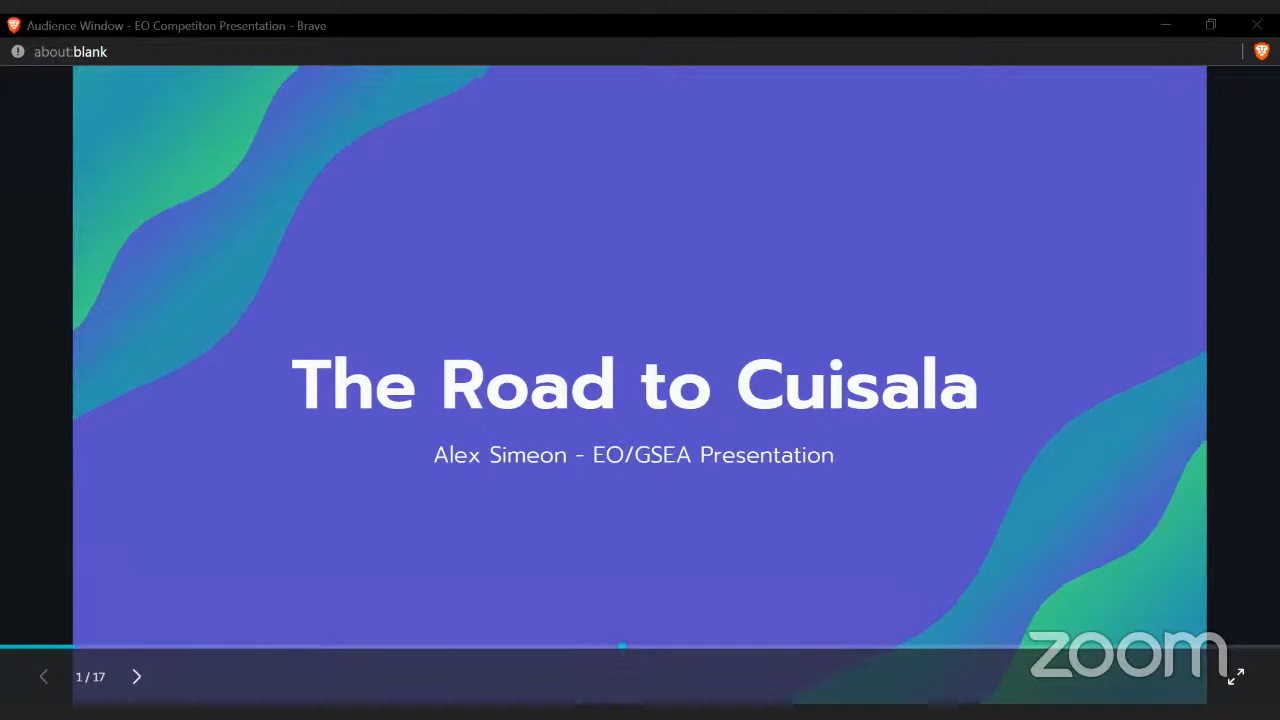 Audience Window - EO Competiton Presentation - Brave
about:blank
The Road to Cuisala
Alex Simeon - EO/GSEA Presentation
1 / 17
zoom